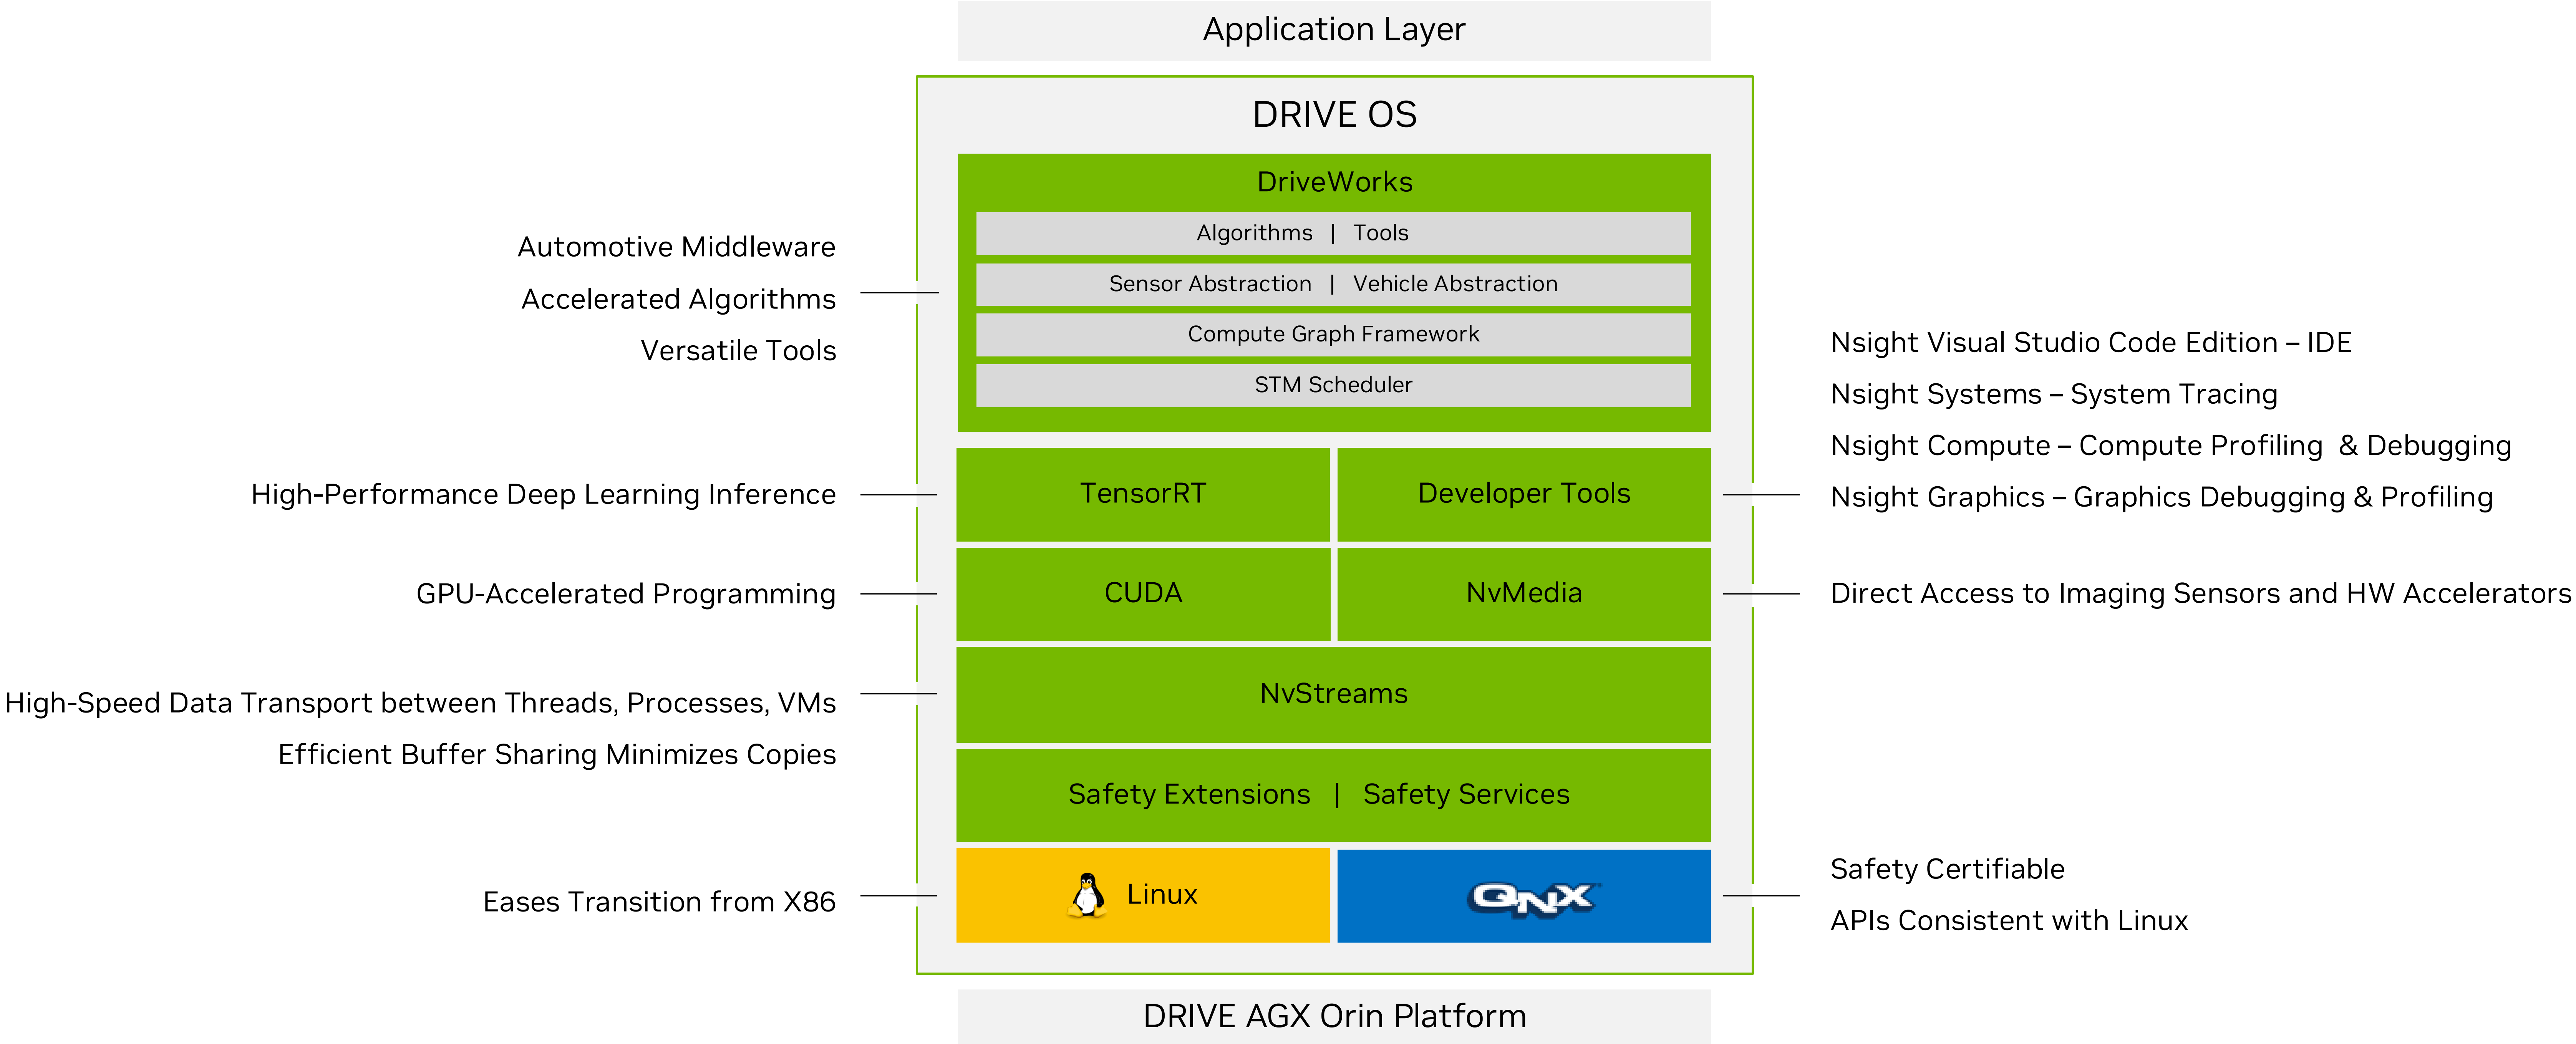 Application Layer
DRIVE OS
DriveWorks
Algorithms | Tools
Sensor Abstraction | Vehicle Abstraction
Compute Graph Framework
STM Scheduler
Automotive Middleware
Accelerated Algorithms
Versatile Tools
TensorRT
Developer Tools
High-Performance Deep Learning Inference
Nsight Visual Studio Code Edition – IDE
Nsight Systems – System Tracing
Nsight Compute – Compute Profiling & Debugging
Nsight Graphics – Graphics Debugging & Profiling
GPU-Accelerated Programming
CUDA
NvMedia
Direct Access to Imaging Sensors and HW Accelerators
High-Speed Data Transport between Threads, Processes, VMs
Efficient Buffer Sharing Minimizes Copies
NvStreams
Safety Extensions | Safety Services
Eases Transition from X86
Linux
QNX
Safety Certifiable
APIs Consistent with Linux
DRIVE AGX Orin Platform